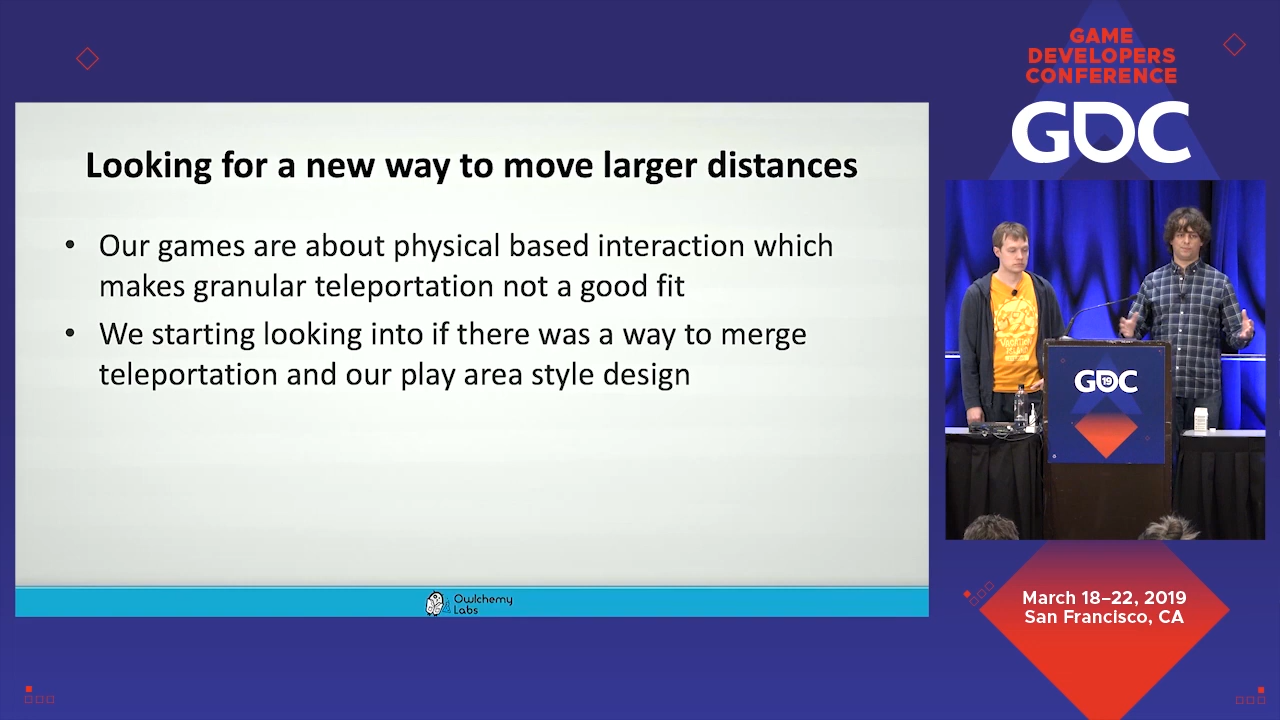 GAME
DEVELOPERS
CONFERENCE
GDC
Looking for a new way to move larger distances
• Our games are about physical based interaction which
makes granular teleportation not a good fit
• We starting looking into if there was a way to merge
teleportation and our play area style design
Owlchemy
Labs
VACATION
GDC
19
March 18–22, 2019
San Francisco, CA